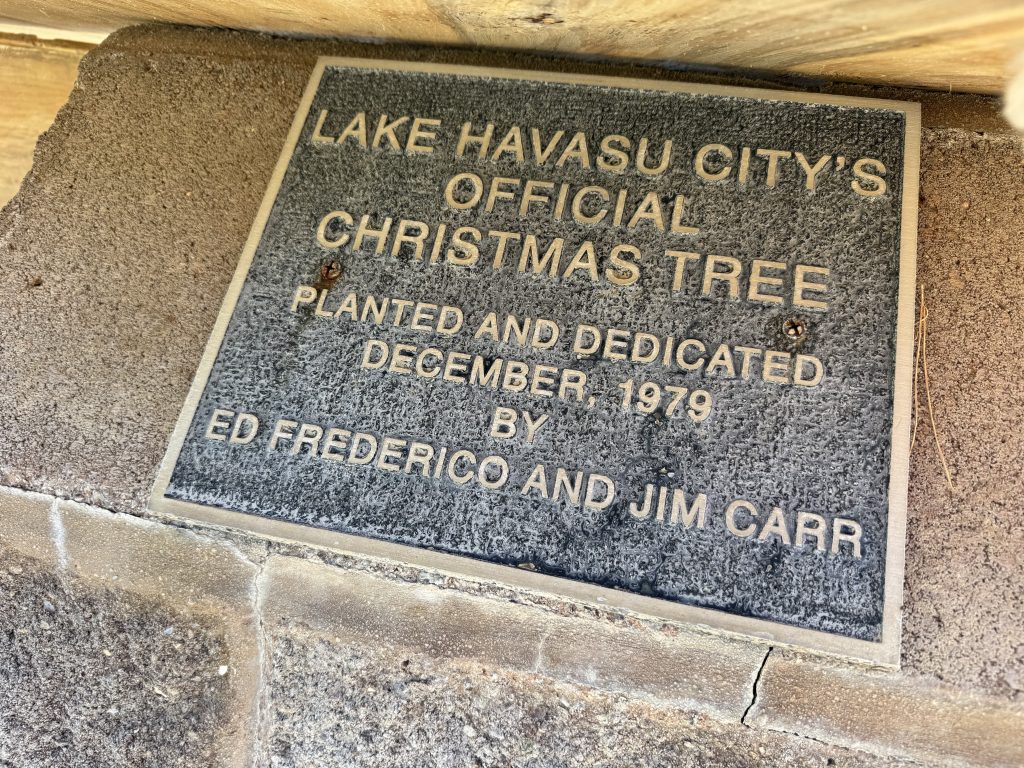 LAKE HAVASU CITY'S
OFFICIAL
CHRISTMAS TREE
PLANTED AND DEDICATED
DECEMBER, 1979
BY
ED FREDERICO AND JIM CARR